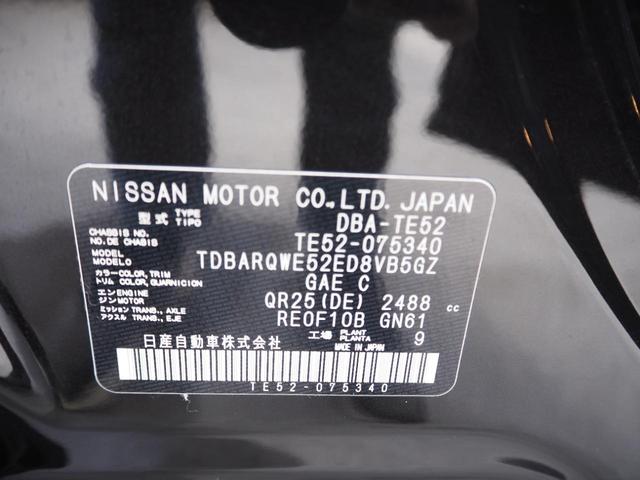 NISSAN MOTOR CO.,LTD. JAPAN
型式 TYPE TIPO DBA-TE52
CHASSIS NO. NO. DE CHASIS TE52-075340
MODEL MODELO TDBARQWE52ED8VB5GZ
カラー COLOR, TRIM トリム COLOR, GUARNICION GAE C
エンジン ENGINE MOTOR QR25(DE) 2488 cc
ミッション TRANS., AXLE アクスル TRANS., EJE RE0F10B GN61
工場 PLANT PLANTA 9
日産自動車株式会社 MADE IN JAPAN
TE52-075340